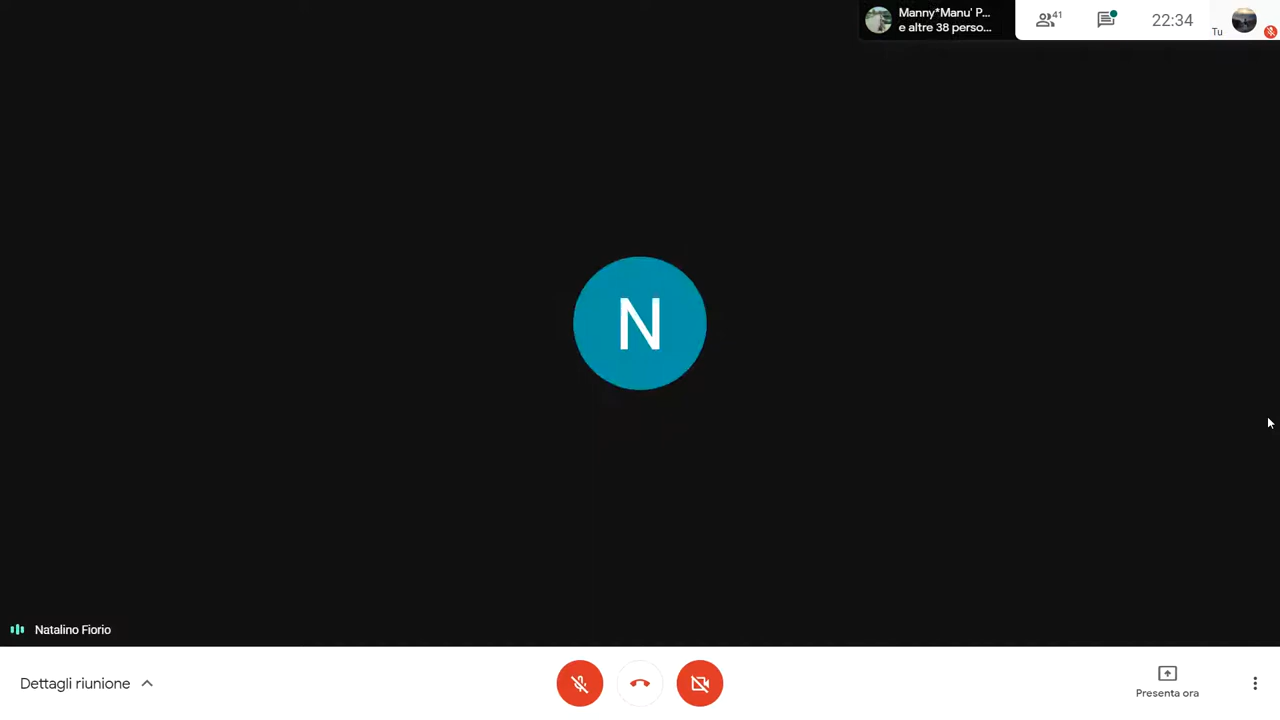 Manny*Manu' P...
e altre 38 perso...
41
22:34
Tu
N
Natalino Fiorio
Dettagli riunione
Presenta ora